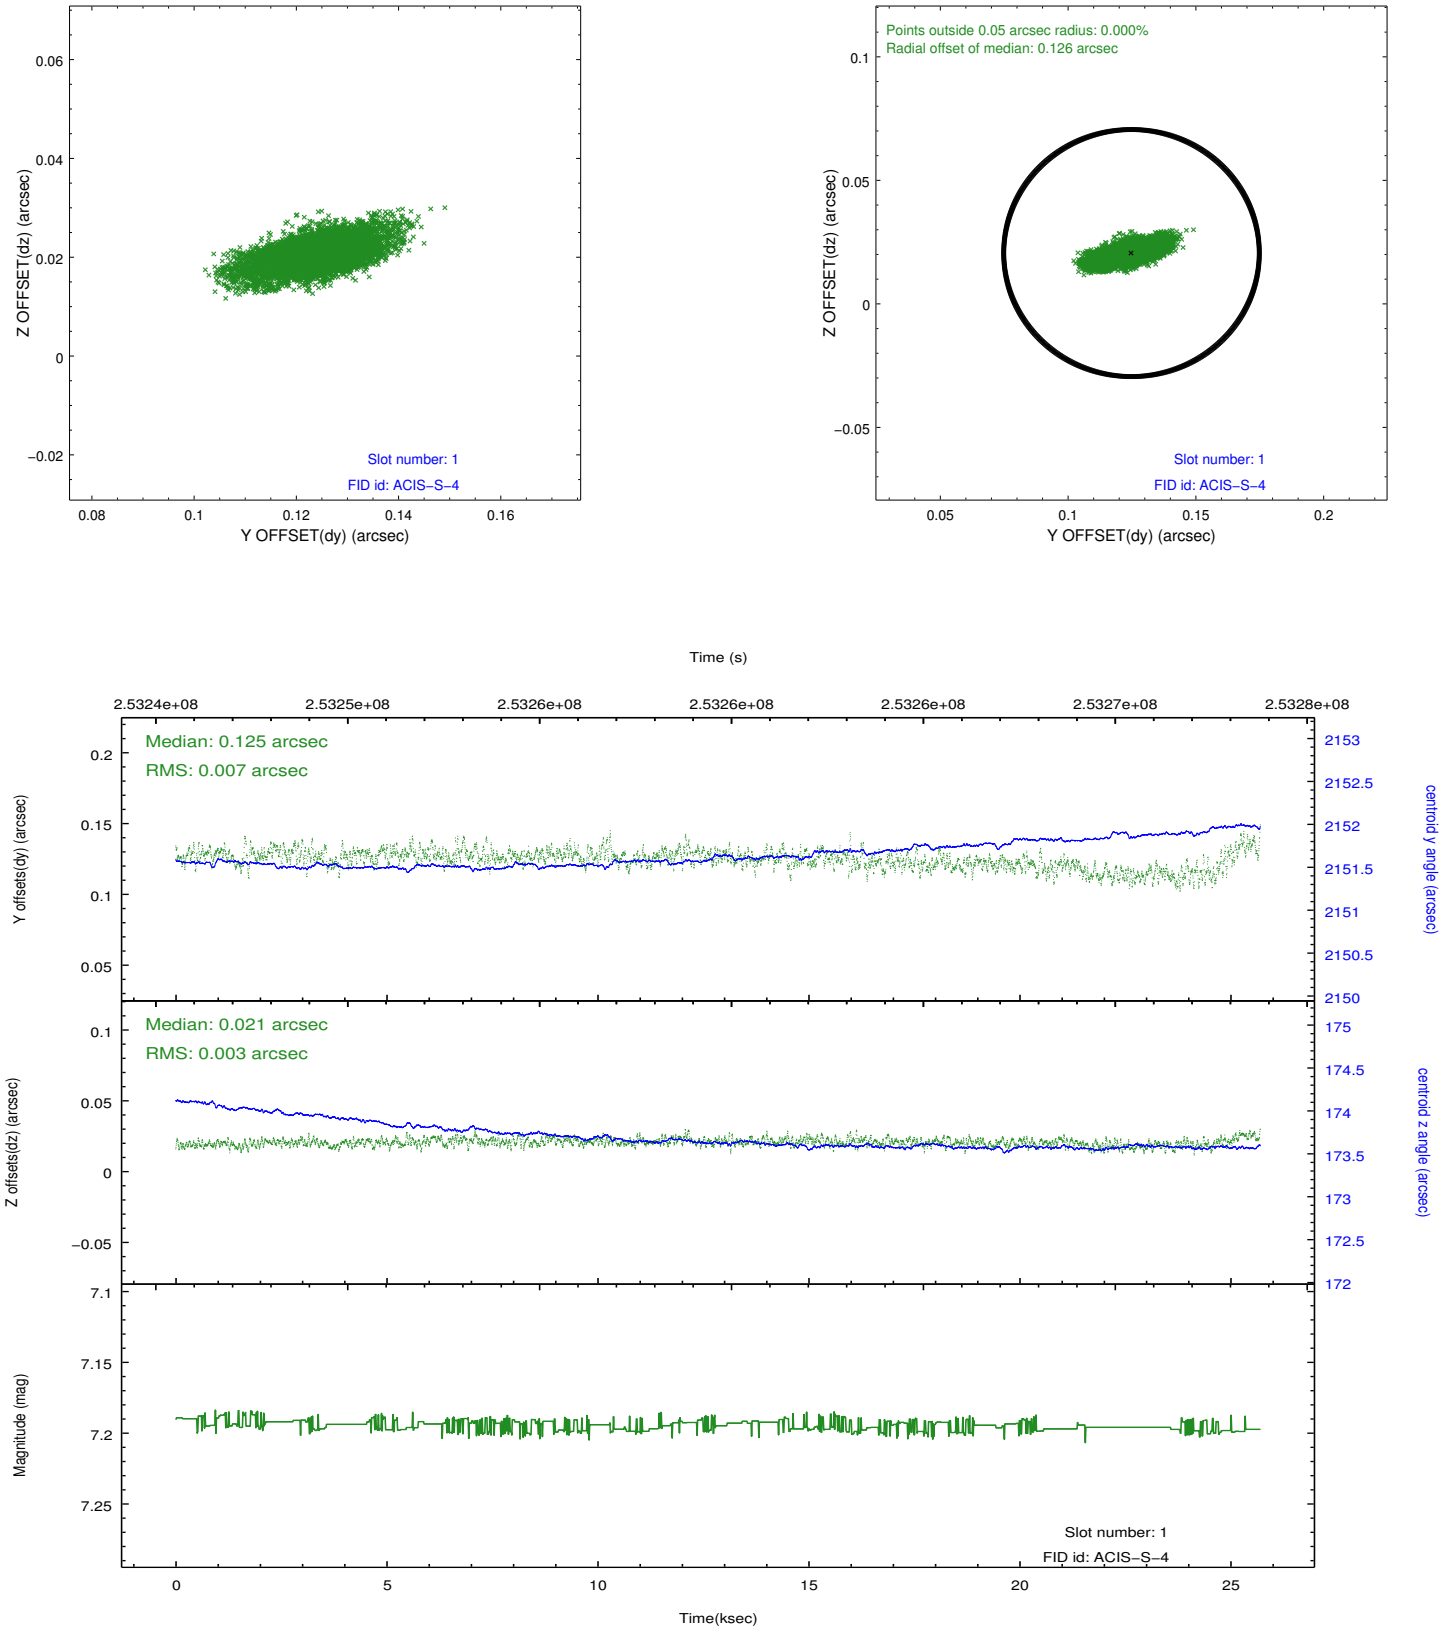 0.06
0.04
0.02
0
−0.02
Z OFFSET(dz) (arcsec)
Slot number: 1
FID id: ACIS−S−4
0.08 0.1 0.12 0.14 0.16
Y OFFSET(dy) (arcsec)
Points outside 0.05 arcsec radius: 0.000%
Radial offset of median: 0.126 arcsec
0.1
0.05
0
−0.05
Z OFFSET(dz) (arcsec)
Slot number: 1
FID id: ACIS−S−4
0.05 0.1 0.15 0.2
Y OFFSET(dy) (arcsec)
Time (s)
2.5324e+08 2.5325e+08 2.5326e+08 2.5326e+08 2.5326e+08 2.5327e+08 2.5328e+08
Median: 0.125 arcsec
RMS: 0.007 arcsec
0.2
0.15
0.1
0.05
Y offsets(dy) (arcsec)
2153
2152.5
2152
2151.5
2151
2150.5
2150
centroid y angle (arcsec)
Median: 0.021 arcsec
RMS: 0.003 arcsec
0.1
0.05
0
−0.05
Z offsets(dz) (arcsec)
175
174.5
174
173.5
173
172.5
172
centroid z angle (arcsec)
7.1
7.15
7.2
7.25
Magnitude (mag)
Slot number: 1
FID id: ACIS−S−4
0 5 10 15 20 25
Time(ksec)